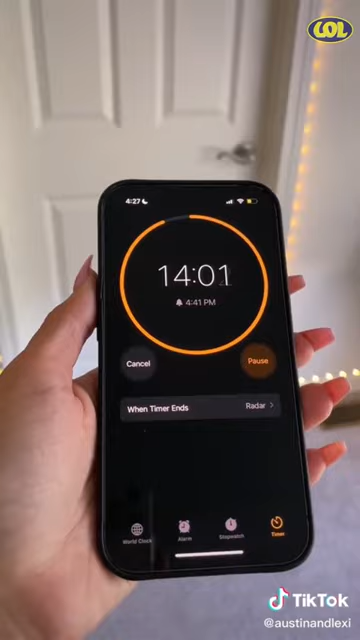 LOL
4:27
14:01
4:41 PM
Cancel
Pause
When Timer Ends
Radar
World Clock
Alarm
Stopwatch
Timer
TikTok
@austinandlexi